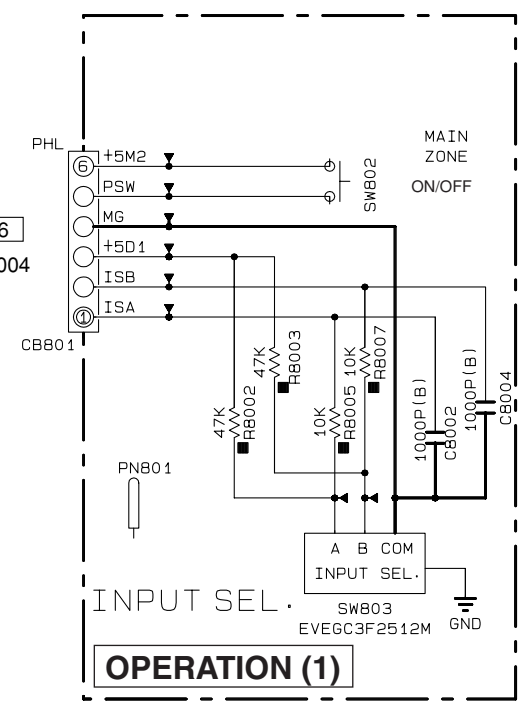 PHL
6
+5M2
PSW
MG
+5D1
ISB
ISA
1
CB801
6
004
SW802
MAIN
ZONE
ON/OFF
47K
R8002
47K
R8003
10K
R8005
10K
R8007
1000P(B)
C8002
1000P(B)
C8004
PN801
A B COM
INPUT SEL.
SW803
EVEGC3F2512M
GND
INPUT SEL.
OPERATION (1)